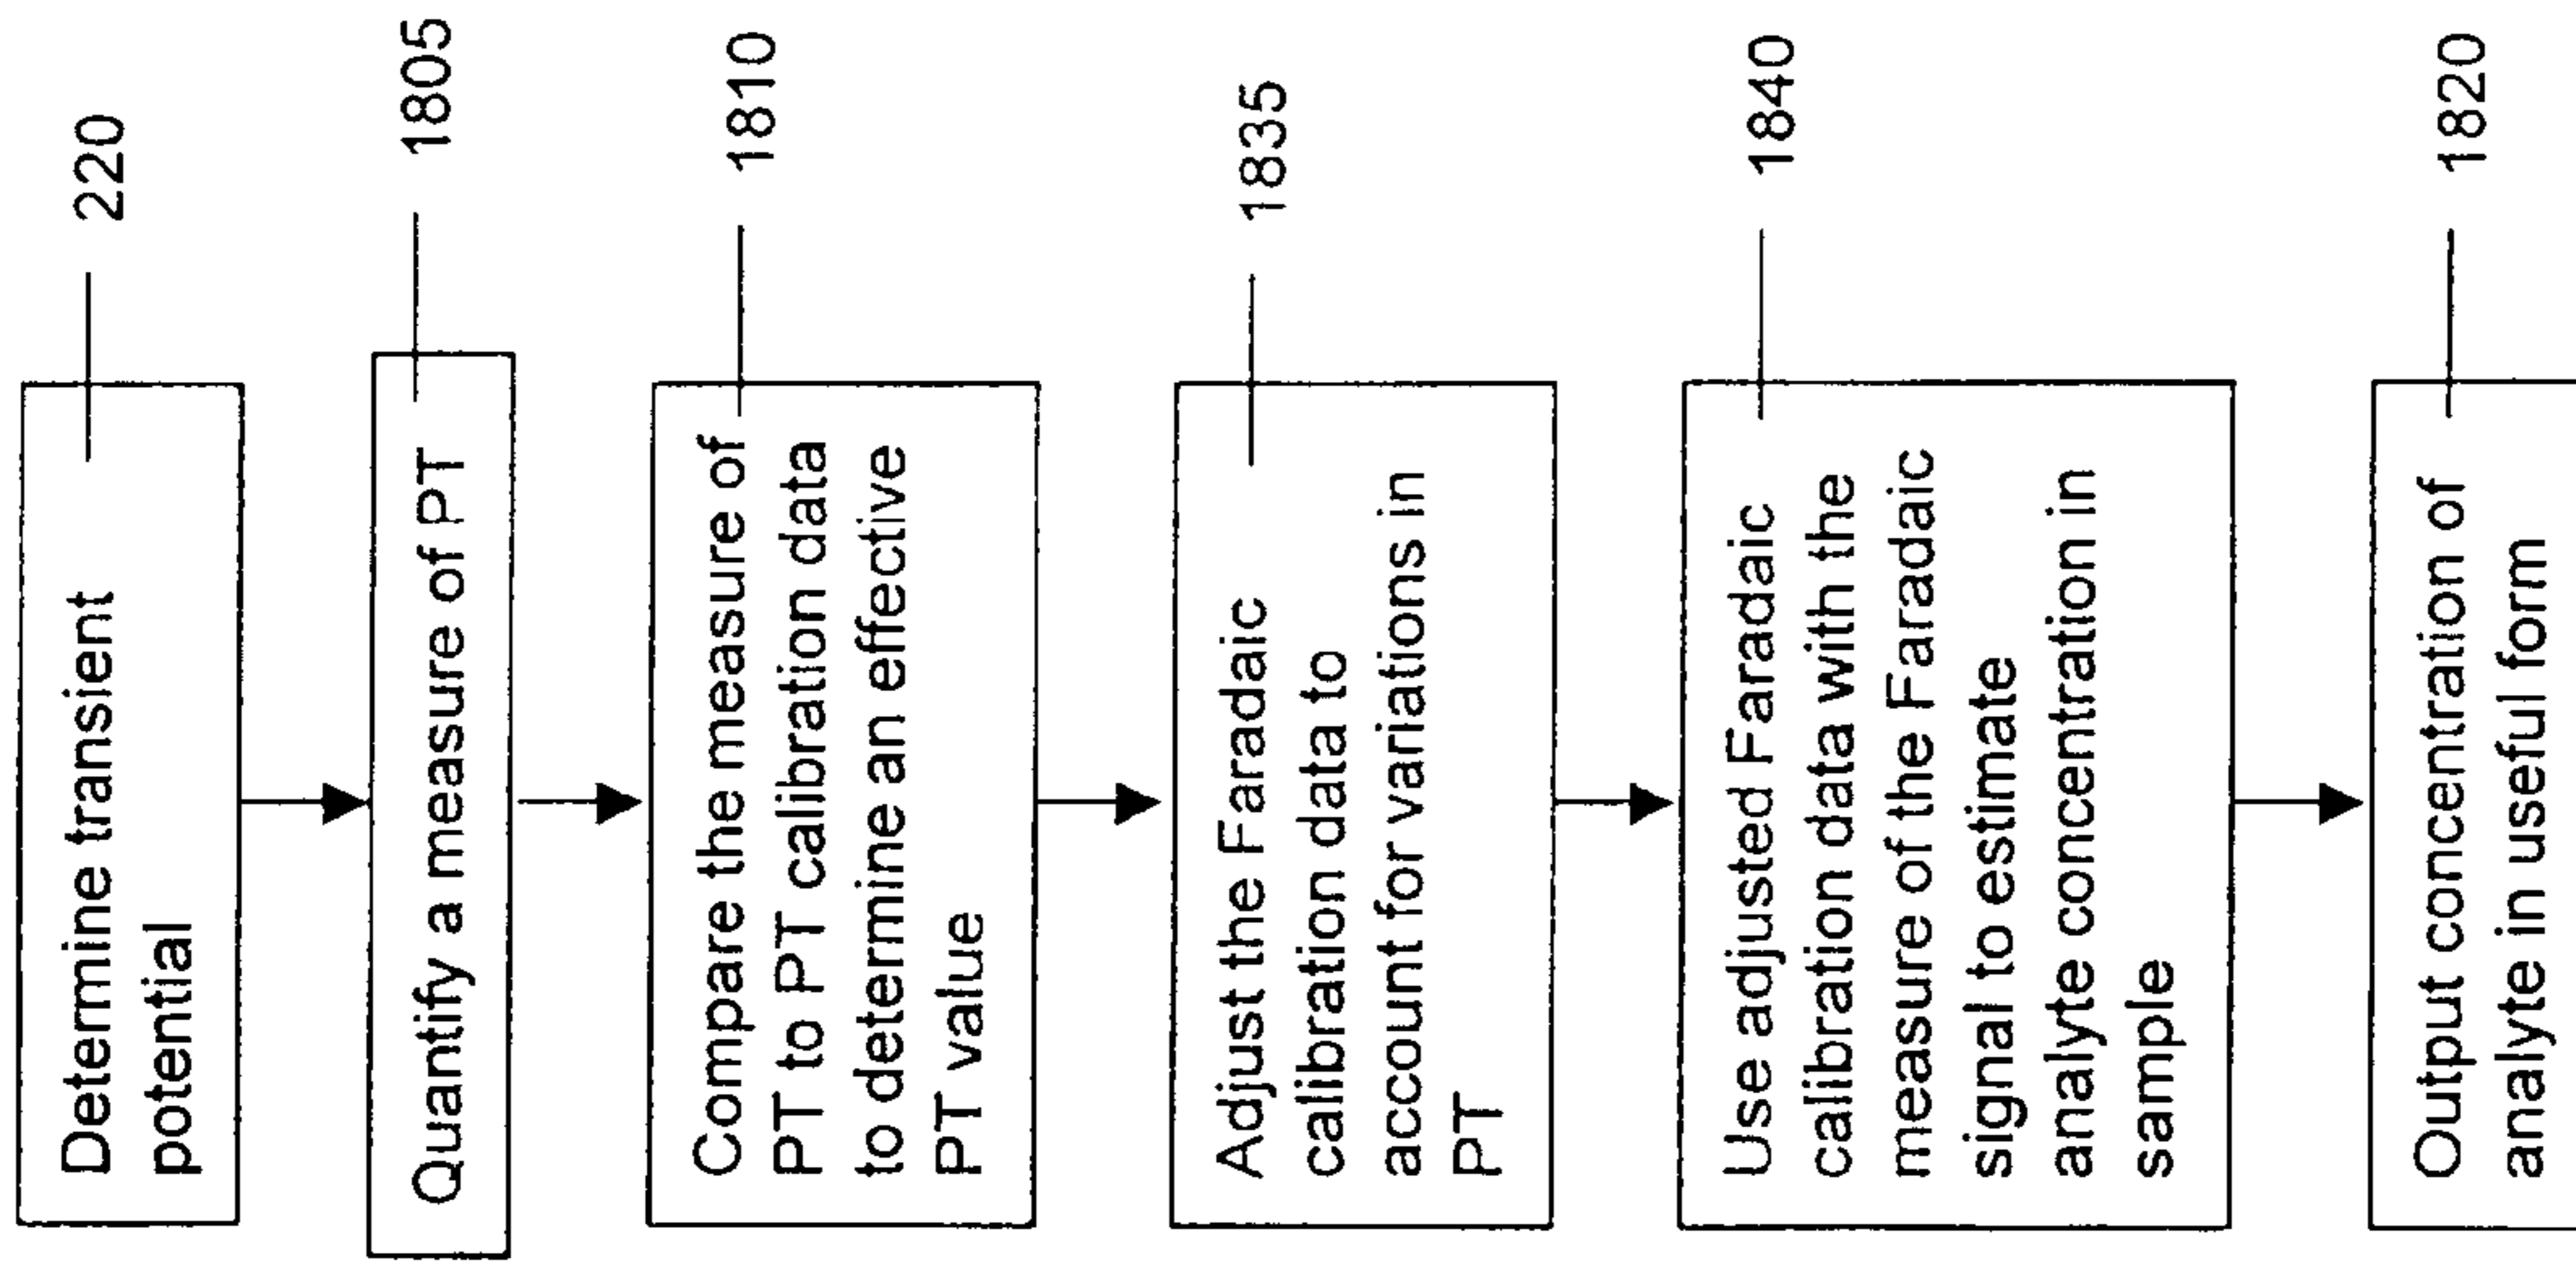 Determine transient
potential
220
Quantify a measure of PT
1805
Compare the measure of
PT to PT calibration data
to determine an effective
PT value
1810
Adjust the Faradaic
calibration data to
account for variations in
PT
1835
Use adjusted Faradaic
calibration data with the
measure of the Faradaic
signal to estimate
analyte concentration in
sample
1840
Output concentration of
analyte in useful form
1820